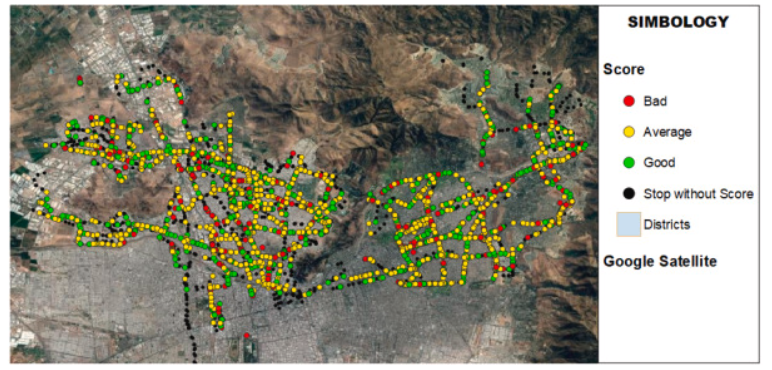 SIMBOLOGY
Score
Bad
Average
Good
Stop without Score
Districts
Google Satellite